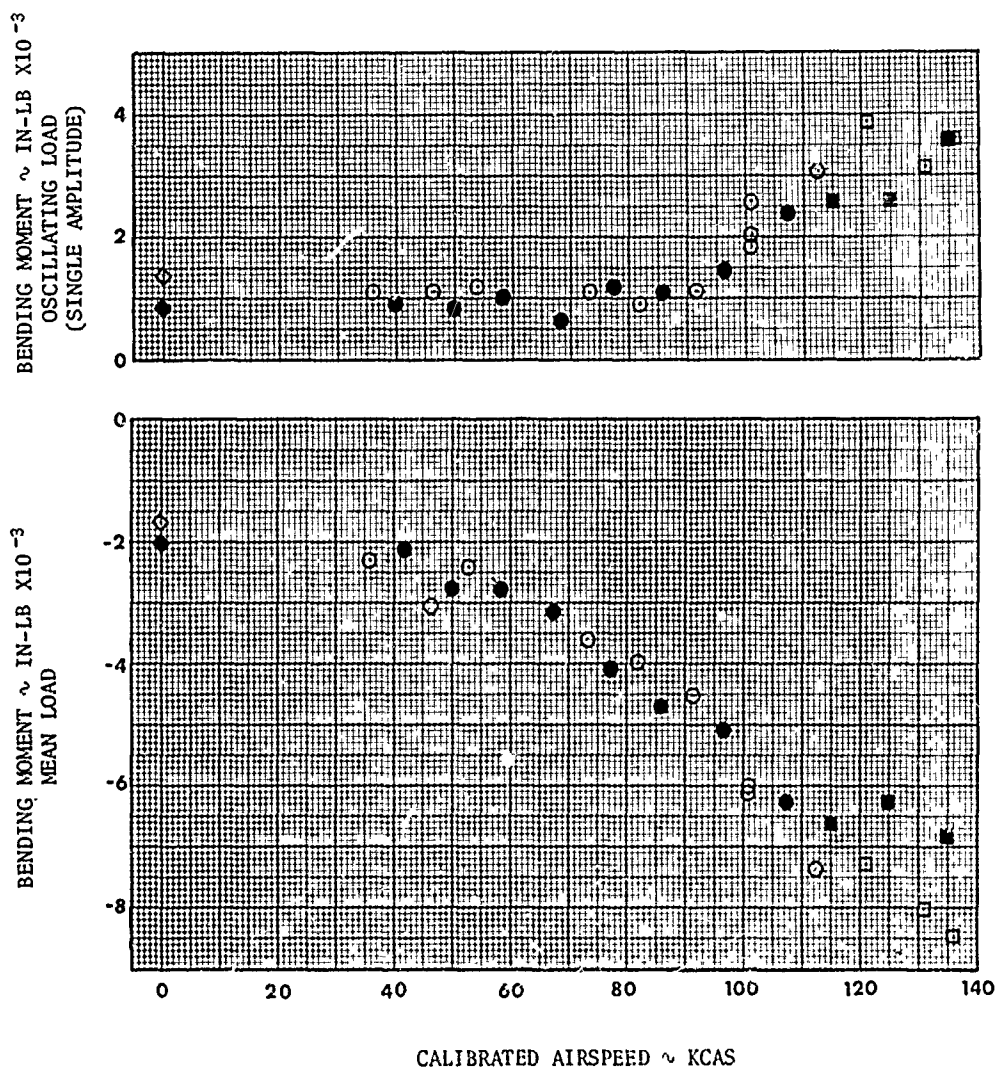 BENDING MOMENT ~ IN-LB X10⁻³
OSCILLATING LOAD
(SINGLE AMPLITUDE)
4
2
0
BENDING MOMENT ~ IN-LB X10⁻³
MEAN LOAD
0
-2
-4
-6
-8
0 20 40 60 80 100 120 140
CALIBRATED AIRSPEED ~ KCAS